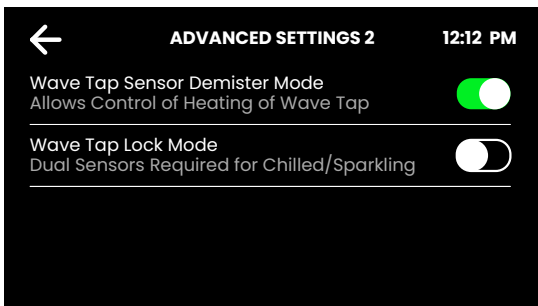 ADVANCED SETTINGS 2 12:12 PM
Wave Tap Sensor Demister Mode
Allows Control of Heating of Wave Tap
Wave Tap Lock Mode
Dual Sensors Required for Chilled/Sparkling